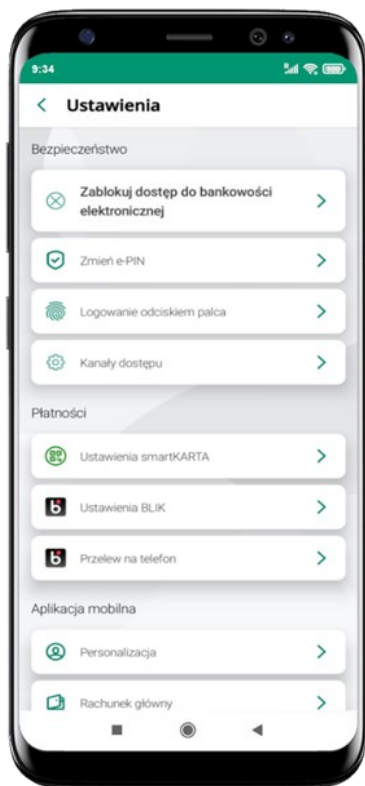 9:34
Ustawienia
Bezpieczeństwo
Zablokuj dostęp do bankowości
elektronicznej
Zmień e-PIN
Logowanie odciskiem palca
Kanały dostępu
Płatności
Ustawienia smartKARTA
Ustawienia BLIK
Przelew na telefon
Aplikacja mobilna
Personalizacja
Rachunek główny